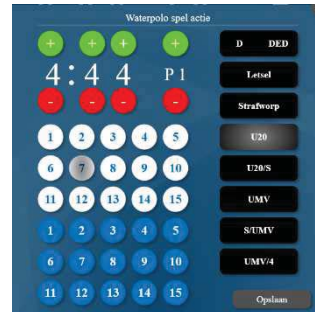 Waterpolo spel actie
+ + + +
4 : 4 4 P 1
- - - -
D DED
Letsel
Strafworp
U20
U20/S
UMV
S/UMV
UMV/4
1 2 3 4 5
6 7 8 9 10
11 12 13 14 15
1 2 3 4 5
6 7 8 9 10
11 12 13 14 15
Opslaan